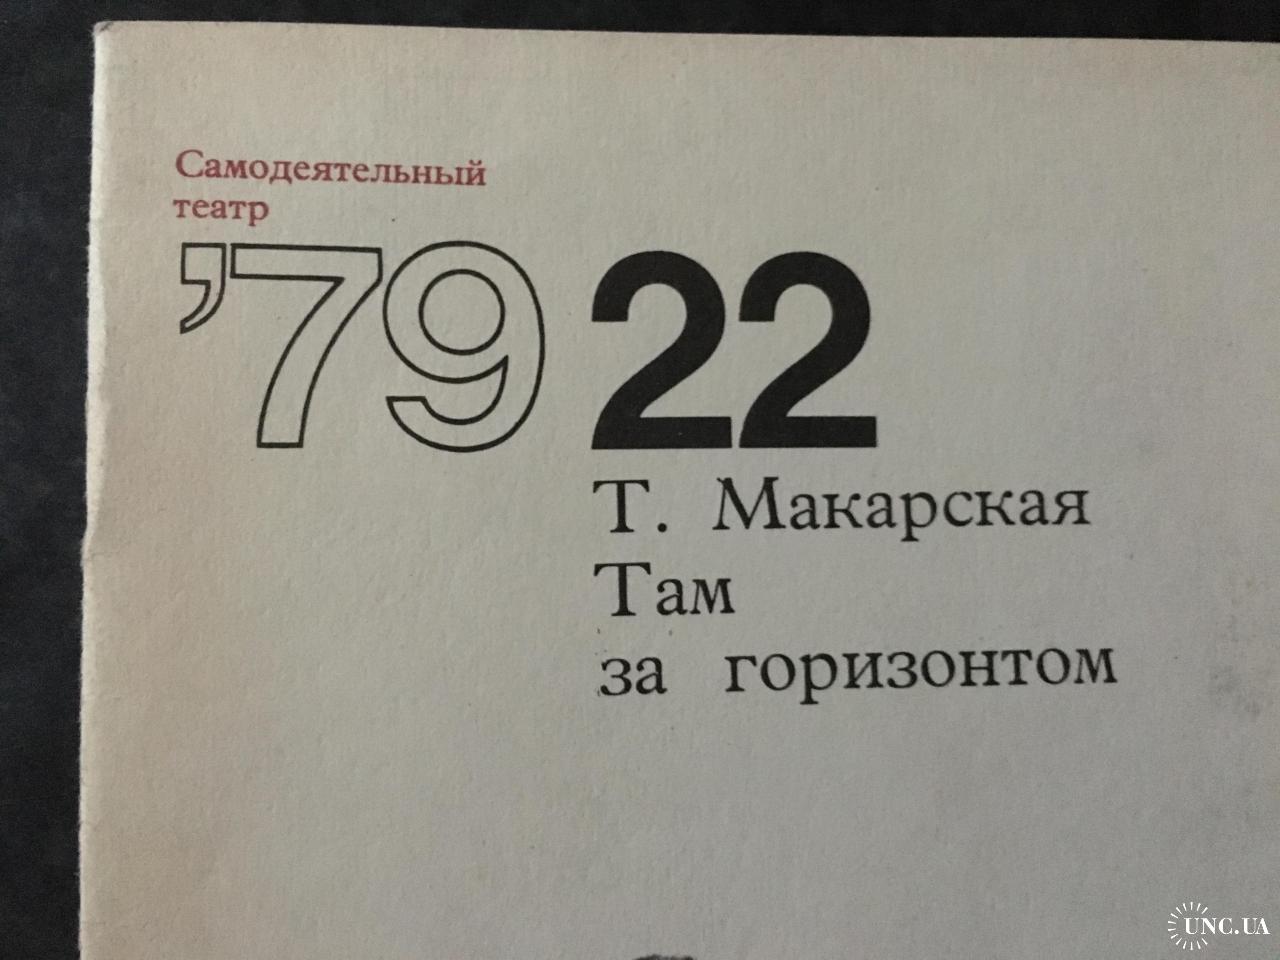 Самодеятельный
театр
'79 22
Т. Макарская
Там
за горизонтом
UNC.UA